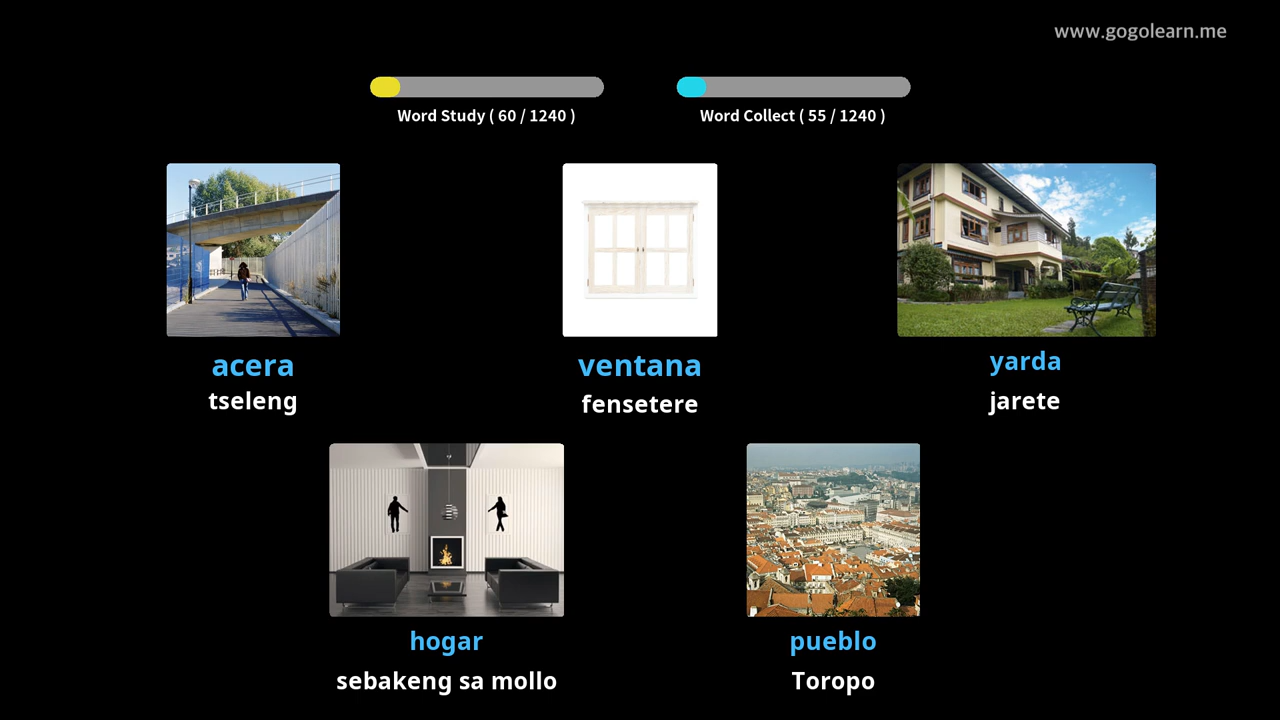 www.gogolearn.me
Word Study ( 60 / 1240 )
Word Collect ( 55 / 1240 )
acera
tseleng
ventana
fensetere
yarda
jarete
hogar
sebakeng sa mollo
pueblo
Toropo